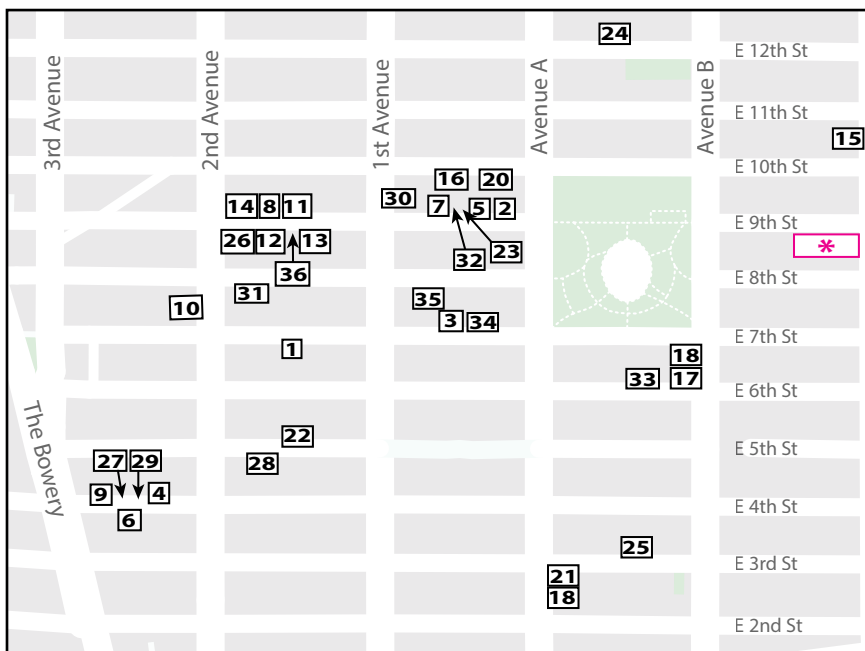 24
E 12th St
3rd Avenue
2nd Avenue
1st Avenue
Avenue A
Avenue B
E 11th St
15
E 10th St
16
20
30
14
8
11
7
5
2
E 9th St
26
12
13
32
23
*
36
E 8th St
31
35
10
3
34
E 7th St
1
18
33
17
E 6th St
The Bowery
22
28
E 5th St
27
29
9
4
6
E 4th St
25
E 3rd St
21
18
E 2nd St